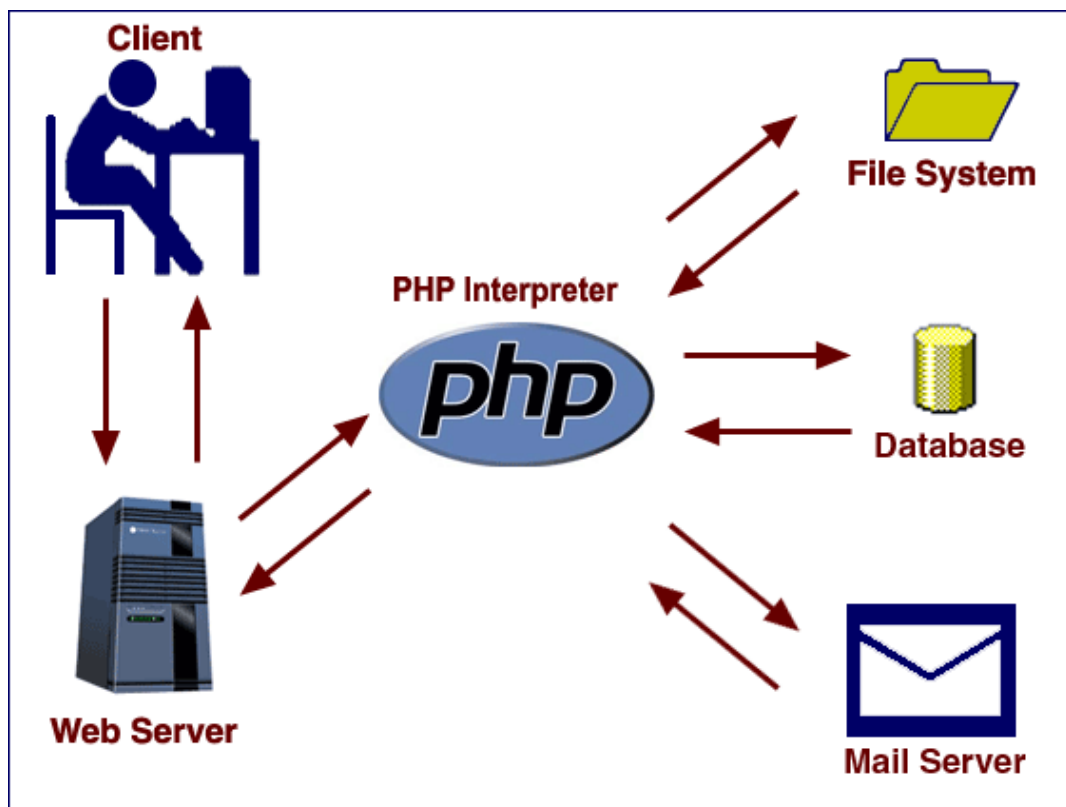 Client
File System
PHP Interpreter
php
Database
Web Server
Mail Server